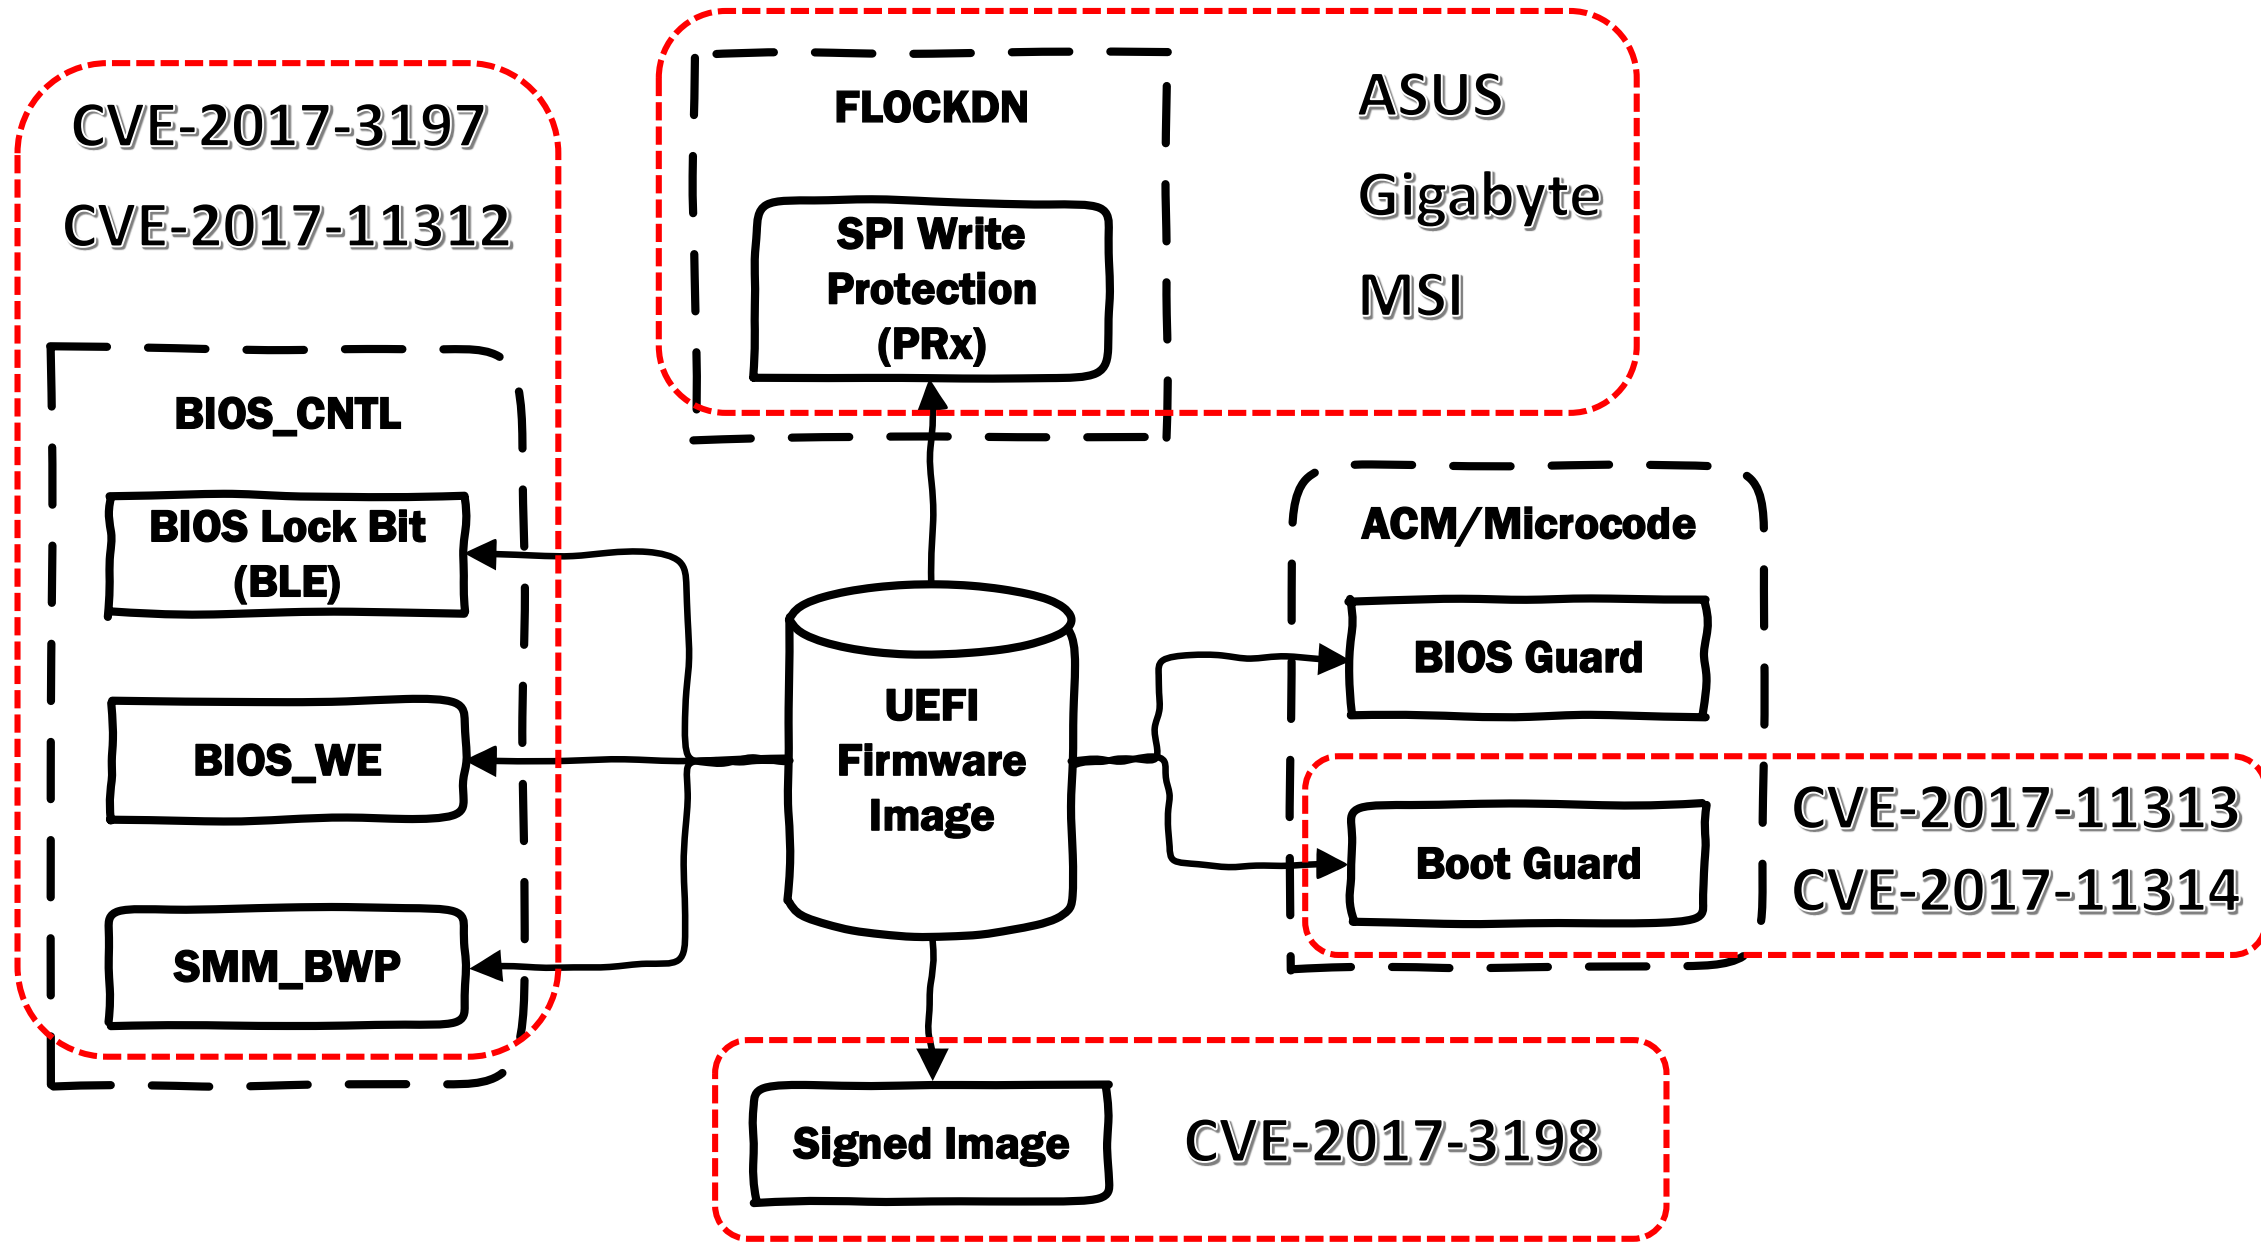 CVE-2017-3197
CVE-2017-11312
BIOS_CNTL
BIOS Lock Bit
(BLE)
BIOS_WE
SMM_BWP
FLOCKDN
SPI Write
Protection
(PRx)
ASUS
Gigabyte
MSI
UEFI
Firmware
Image
ACM/Microcode
BIOS Guard
Boot Guard
CVE-2017-11313
CVE-2017-11314
Signed Image
CVE-2017-3198